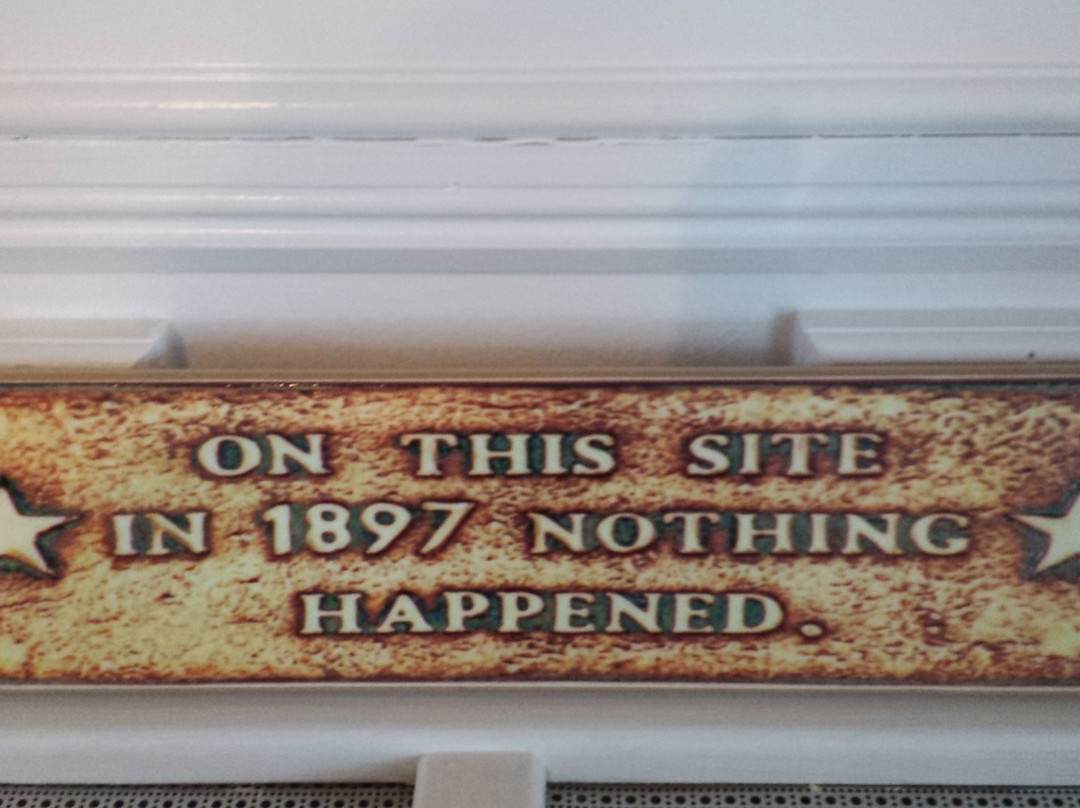 ON THIS SITE
IN 1897 NOTHING
HAPPENED.